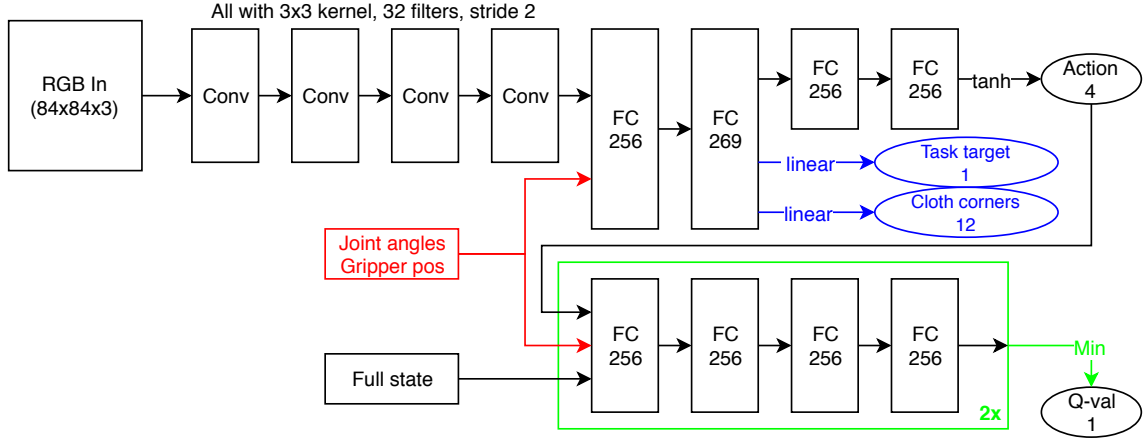 All with 3x3 kernel, 32 filters, stride 2
RGB In
(84x84x3)
Conv
Conv
Conv
Conv
FC
256
FC
269
FC
256
FC
256
tanh
Action
4
linear
Task target
1
linear
Cloth corners
12
Joint angles
Gripper pos
Full state
FC
256
FC
256
FC
256
FC
256
2x
Min
Q-val
1